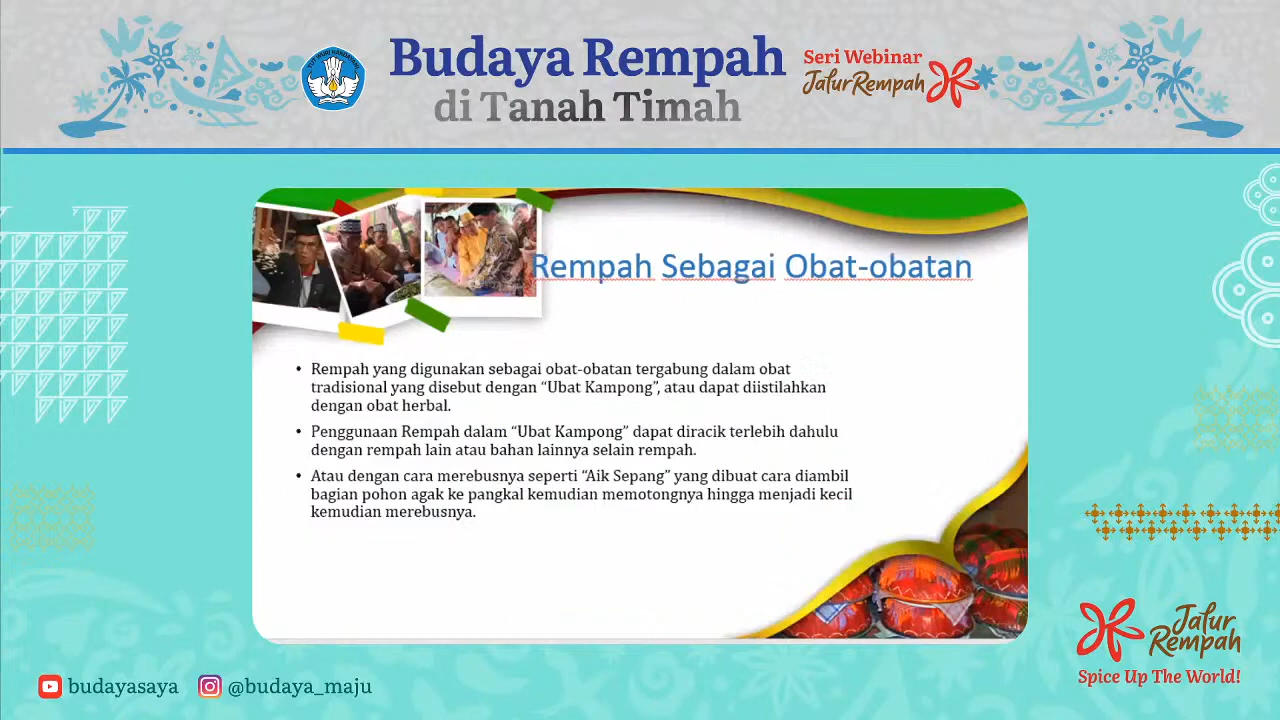 Budaya Rempah
di Tanah Timah
Seri Webinar
Jalur Rempah
Rempah Sebagai Obat-obatan
• Rempah yang digunakan sebagai obat-obatan tergabung dalam obat
tradisional yang disebut dengan “Ubat Kampong”, atau dapat diistilahkan
dengan obat herbal.
• Penggunaan Rempah dalam “Ubat Kampong” dapat diracik terlebih dahulu
dengan rempah lain atau bahan lainnya selain rempah.
• Atau dengan cara merebusnya seperti “Aik Sepang” yang dibuat cara diambil
bagian pohon agak ke pangkal kemudian memotongnya hingga menjadi kecil
kemudian merebusnya.
Jalur
Rempah
Spice Up The World!
budayasaya
@budaya_maju